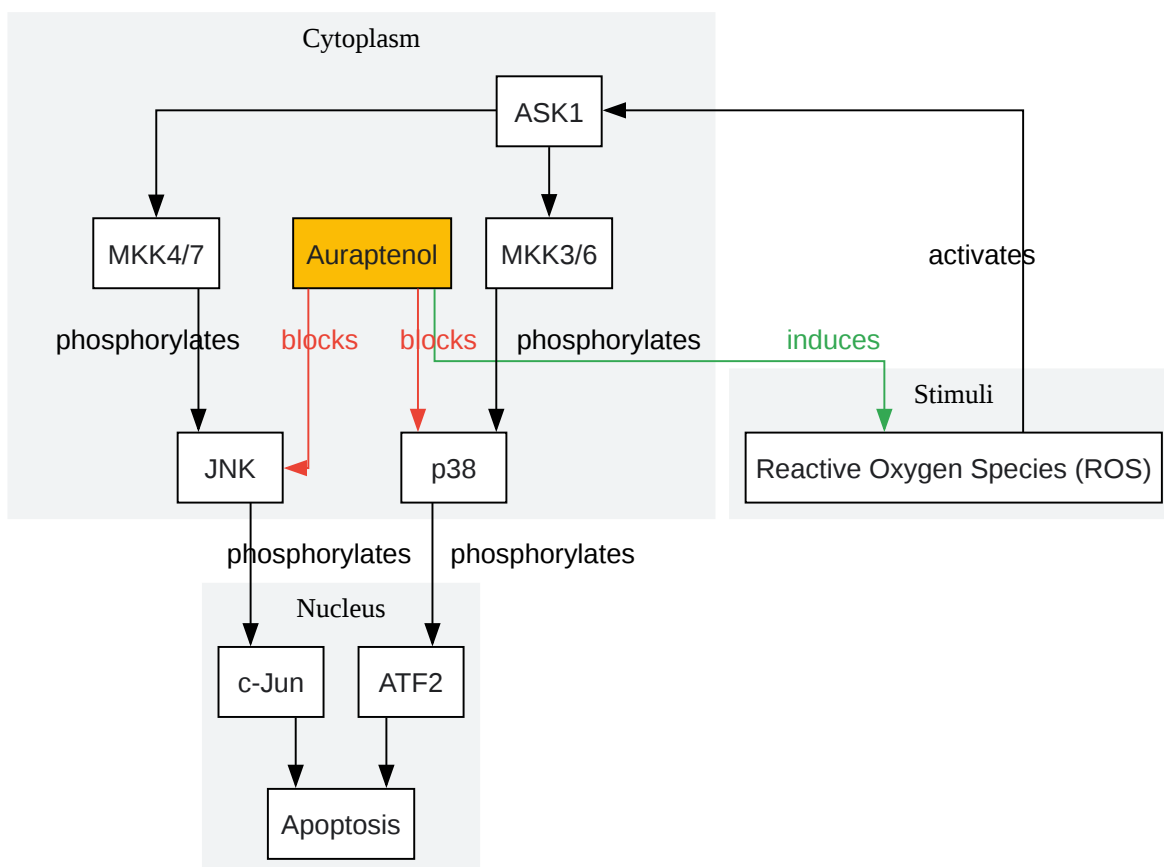 Cytoplasm
ASK1
MKK4/7
Auraptenol
MKK3/6
activates
phosphorylates
blocks
blocks
phosphorylates
induces
Stimuli
JNK
p38
Reactive Oxygen Species (ROS)
phosphorylates
phosphorylates
Nucleus
c-Jun
ATF2
Apoptosis